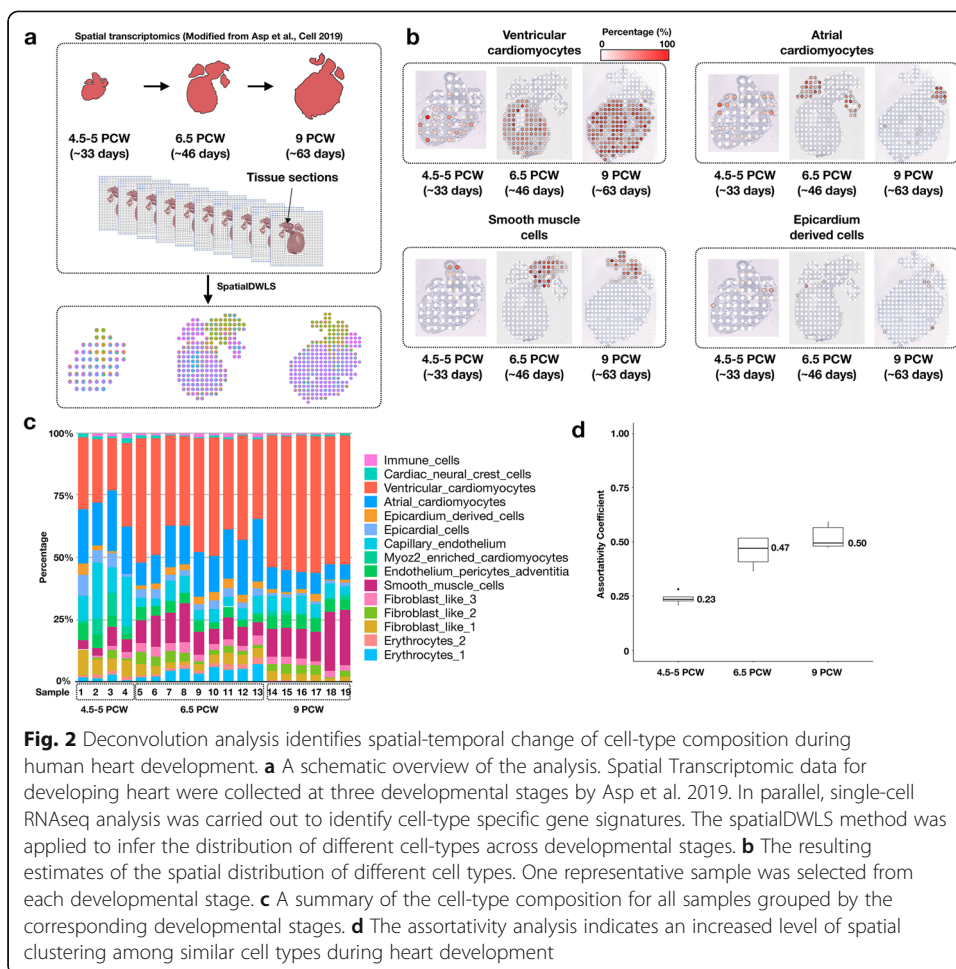 a
Spatial transcriptomics (Modified from Asp et al., Cell 2019)
4.5-5 PCW
(~33 days)
6.5 PCW
(~46 days)
9 PCW
(~63 days)
Tissue sections
SpatialDWLS
b
Percentage (%)
0 100
Ventricular
cardiomyocytes
4.5-5 PCW
(~33 days)
6.5 PCW
(~46 days)
9 PCW
(~63 days)
Atrial
cardiomyocytes
4.5-5 PCW
(~33 days)
6.5 PCW
(~46 days)
9 PCW
(~63 days)
Smooth muscle
cells
4.5-5 PCW
(~33 days)
6.5 PCW
(~46 days)
9 PCW
(~63 days)
Epicardium
derived cells
4.5-5 PCW
(~33 days)
6.5 PCW
(~46 days)
9 PCW
(~63 days)
c
Percentage
100%
75%
50%
25%
0%
Sample 1 2 3 4 5 6 7 8 9 10 11 12 13 14 15 16 17 18 19
4.5-5 PCW 6.5 PCW 9 PCW
Immune_cells
Cardiac_neural_crest_cells
Ventricular_cardiomyocytes
Atrial_cardiomyocytes
Epicardium_derived_cells
Epicardial_cells
Capillary_endothelium
Myoz2_enriched_cardiomyocytes
Endothelium_pericytes_adventitia
Smooth_muscle_cells
Fibroblast_like_3
Fibroblast_like_2
Fibroblast_like_1
Erythrocytes_2
Erythrocytes_1
d
Assortativity Coefficient
1.00
0.75
0.50
0.25
0
0.23
0.47
0.50
4.5-5 PCW
6.5 PCW
9 PCW
Fig. 2 Deconvolution analysis identifies spatial-temporal change of cell-type composition during
human heart development. a A schematic overview of the analysis. Spatial Transcriptomic data for
developing heart were collected at three developmental stages by Asp et al. 2019. In parallel, single-cell
RNAseq analysis was carried out to identify cell-type specific gene signatures. The spatialDWLS method was
applied to infer the distribution of different cell-types across developmental stages. b The resulting
estimates of the spatial distribution of different cell types. One representative sample was selected from
each developmental stage. c A summary of the cell-type composition for all samples grouped by the
corresponding developmental stages. d The assortativity analysis indicates an increased level of spatial
clustering among similar cell types during heart development